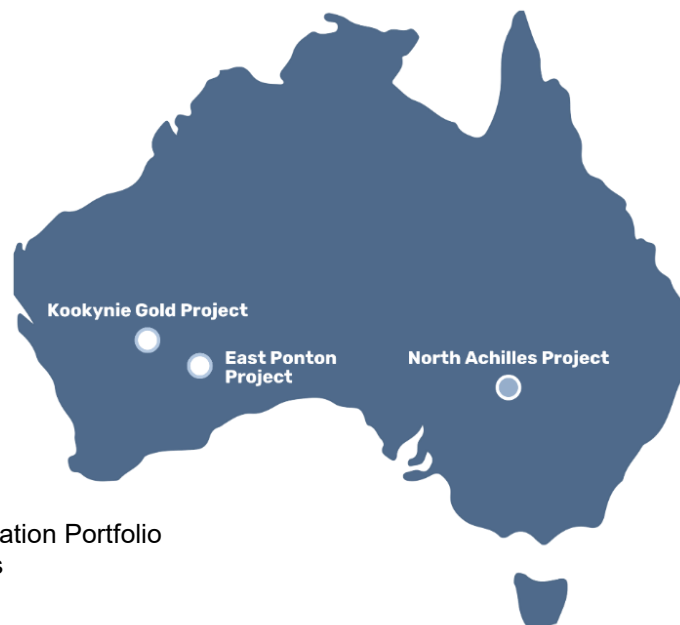 Kookynie Gold Project
East Ponton
Project
North Achilles Project
ation Portfolio
s